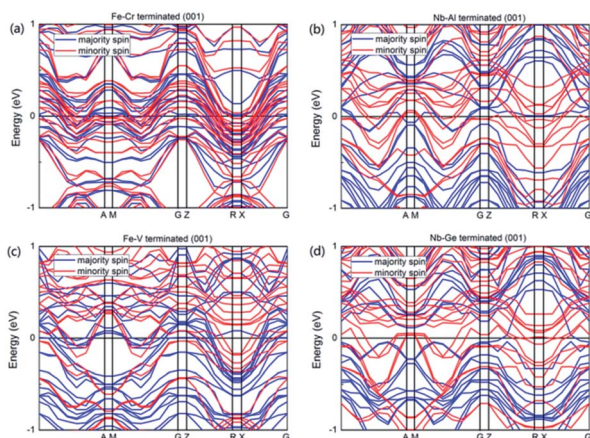 (a)
Fe-Cr terminated (001)
majority spin
minority spin
Energy (eV)
1
0
-1
A M G Z R X G
(b)
Nb-Al terminated (001)
majority spin
minority spin
Energy (eV)
1
0
-1
A M G Z R X G
(c)
Fe-V terminated (001)
majority spin
minority spin
Energy (eV)
1
0
-1
A M G Z R X G
(d)
Nb-Ge terminated (001)
majority spin
minority spin
Energy (eV)
1
0
-1
A M G Z R X G